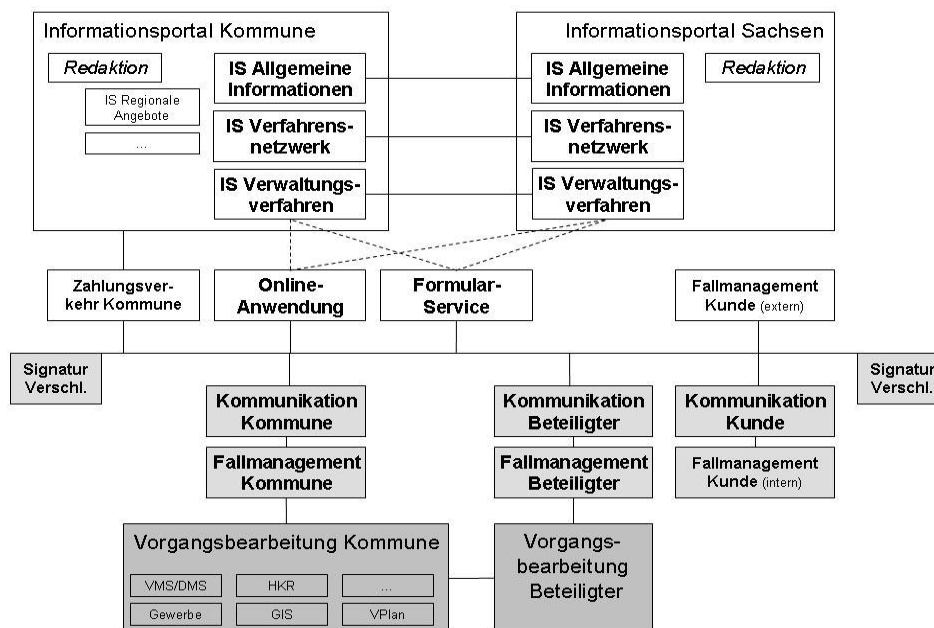 Informationsportal Kommune
Redaktion
IS Regionale
Angebote
...
IS Allgemeine
Informationen
IS Verfahrens-
netzwerk
IS Verwaltungs-
verfahren
Informationsportal Sachsen
IS Allgemeine
Informationen
IS Verfahrens-
netzwerk
IS Verwaltungs-
verfahren
Redaktion
Zahlungsver-
kehr Kommune
Online-
Anwendung
Formular-
Service
Fallmanagement
Kunde (extern)
Signatur
Verschl.
Signatur
Verschl.
Kommunikation
Kommune
Kommunikation
Beteiligter
Kommunikation
Kunde
Fallmanagement
Kommune
Fallmanagement
Beteiligter
Fallmanagement
Kunde (intern)
Vorgangsbearbeitung Kommune
VMS/DMS
HKR
...
Gewerbe
GIS
VPlan
Vorgangs-
bearbeitung
Beteiligter